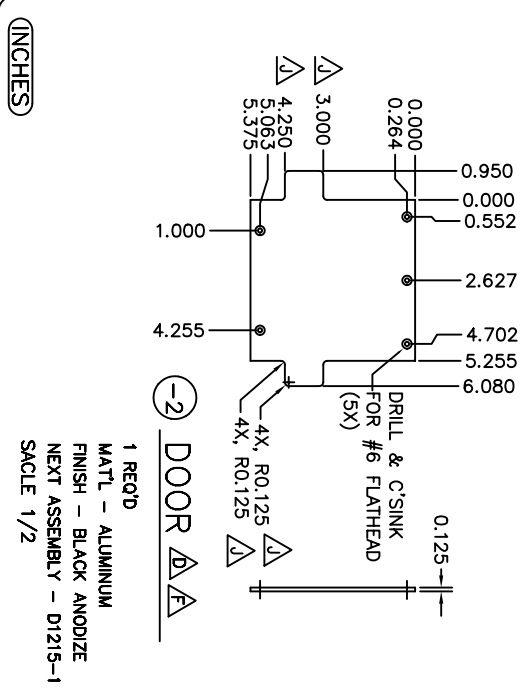 INCHES
0.950
0.000
0.552
2.627
4.702
5.255
6.080
0.000
0.264
3.000
J
4.250
J
5.063
5.375
1.000
4.255
DRILL & C'SINK
FOR #6 FLATHEAD
(5X)
4X, R0.125 J
4X, R0.125 J
0.125
-2 DOOR D F
1 REQ'D
MAT'L - ALUMINUM
FINISH - BLACK ANODIZE
NEXT ASSEMBLY - D1215-1
SACLE 1/2